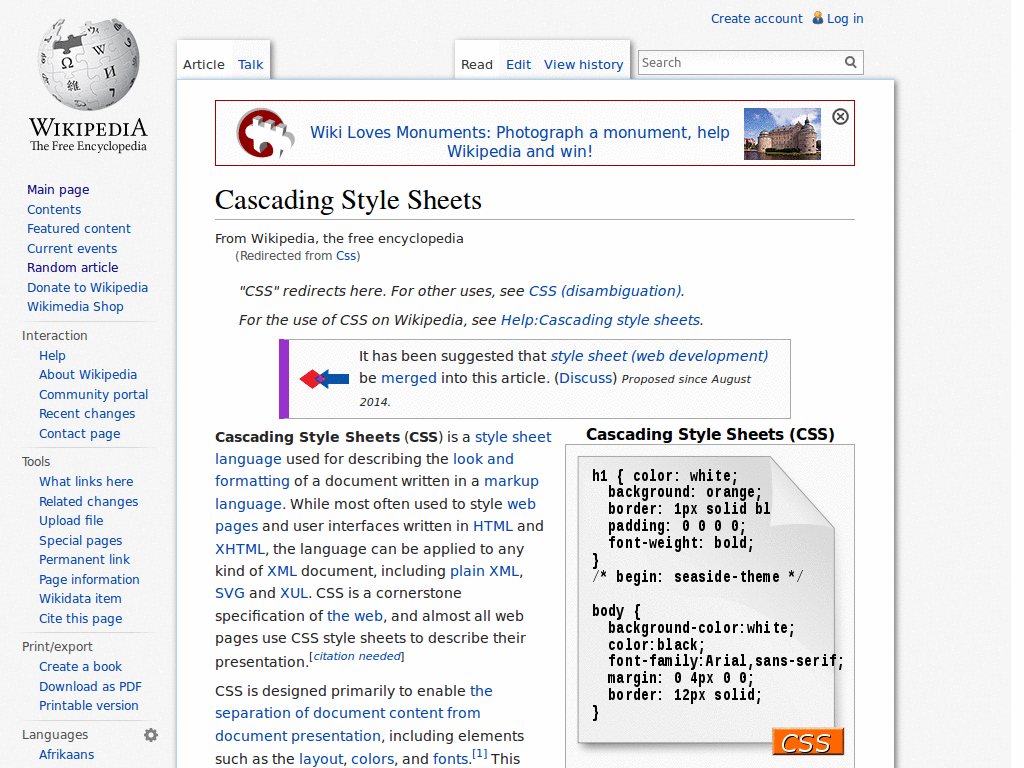 Create account Log in
Article Talk Read Edit View history Search
WIKIPEDIA
The Free Encyclopedia
Main page
Contents
Featured content
Current events
Random article
Donate to Wikipedia
Wikimedia Shop
Interaction
Help
About Wikipedia
Community portal
Recent changes
Contact page
Tools
What links here
Related changes
Upload file
Special pages
Permanent link
Page information
Wikidata item
Cite this page
Print/export
Create a book
Download as PDF
Printable version
Languages
Afrikaans
Wiki Loves Monuments: Photograph a monument, help
Wikipedia and win!
Cascading Style Sheets
From Wikipedia, the free encyclopedia
(Redirected from Css)
"CSS" redirects here. For other uses, see CSS (disambiguation).
For the use of CSS on Wikipedia, see Help:Cascading style sheets.
It has been suggested that style sheet (web development)
be merged into this article. (Discuss) Proposed since August
2014.
Cascading Style Sheets (CSS) is a style sheet
language used for describing the look and
formatting of a document written in a markup
language. While most often used to style web
pages and user interfaces written in HTML and
XHTML, the language can be applied to any
kind of XML document, including plain XML,
SVG and XUL. CSS is a cornerstone
specification of the web, and almost all web
pages use CSS style sheets to describe their
presentation.[citation needed]
CSS is designed primarily to enable the
separation of document content from
document presentation, including elements
such as the layout, colors, and fonts.[1] This
Cascading Style Sheets (CSS)
h1 { color: white;
background: orange;
border: 1px solid bl
padding: 0 0 0 0;
font-weight: bold;
}
/* begin: seaside-theme */
body {
background-color:white;
color:black;
font-family:Arial,sans-serif;
margin: 0 4px 0 0;
border: 12px solid;
}
CSS